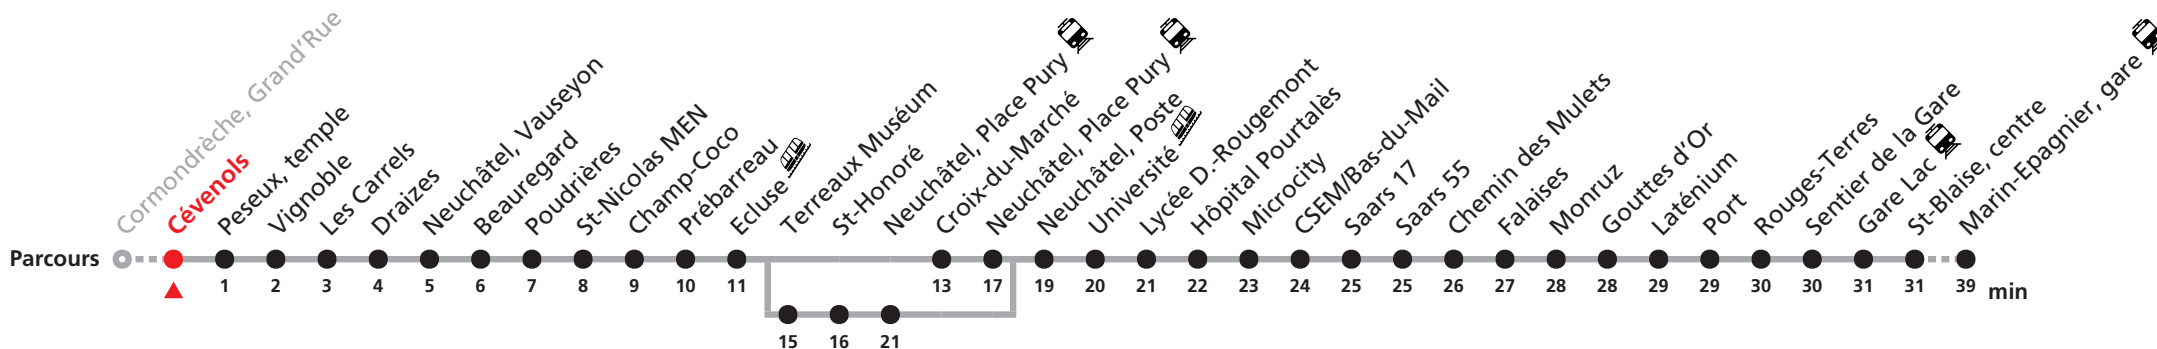 Cormondrèche, Grand'Rue
Cévenols
Peseux, temple
Vignoble
Les Carrels
Draizes
Neuchâtel, Vauseyon
Beauregard
Poudrières
St-Nicolas MEN
Champ-Coco
Prébarreau
Ecluse
Terreaux Muséum
St-Honoré
Neuchâtel, Place Pury
Croix-du-Marché
Neuchâtel, Place Pury
Neuchâtel, Poste
Université
Lycée D.-Rougemont
Hôpital Pourtalès
Microcity
CSEM/Bas-du-Mail
Saars 17
Saars 55
Chemin des Mulets
Falaises
Monruz
Gouttes d'Or
Laténium
Port
Rouges-Terres
Sentier de la Gare
Gare Lac
St-Blaise, centre
Marin-Epagnier, gare
Parcours
1 2 3 4 5 6 7 8 9 10 11 13 17 19 20 21 22 23 24 25 25 26 27 28 28 29 29 30 30 31 31 39 min
15 16 21